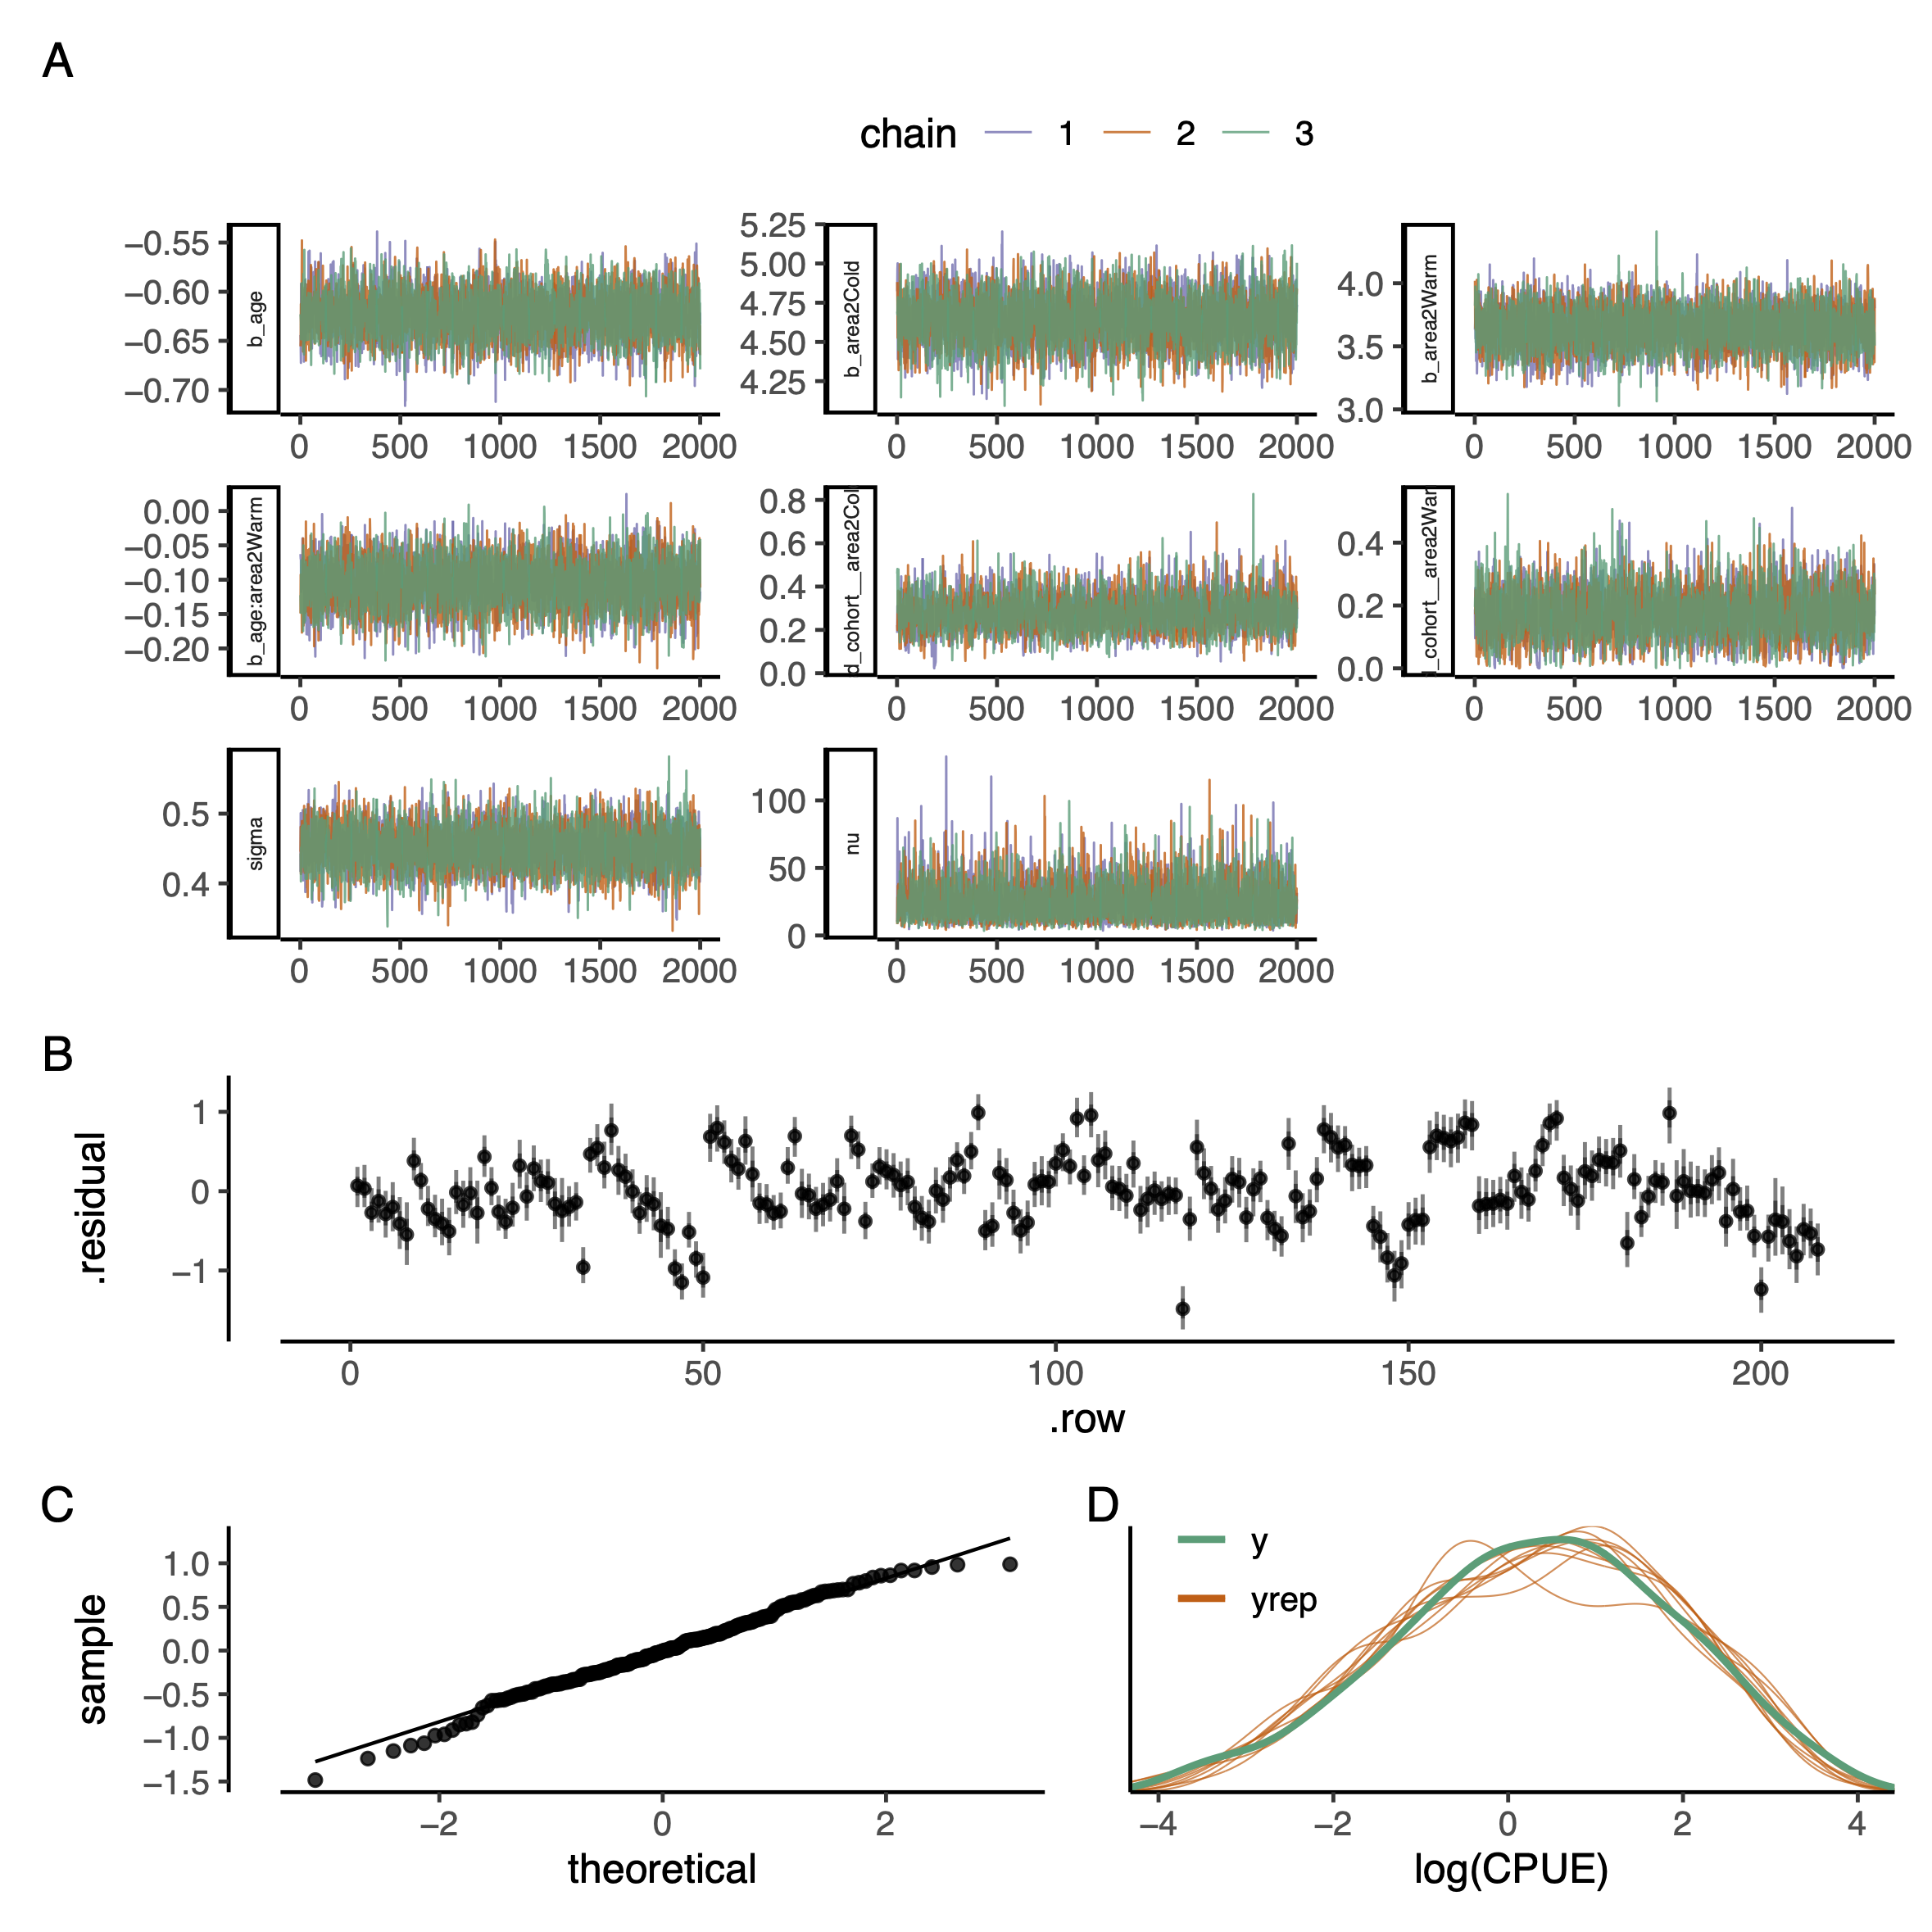 A
chain 1 2 3
−0.55
−0.60
−0.65
−0.70
b_age
0 500 1000 1500 2000
5.25
5.00
4.75
4.50
4.25
b_area2Cold
0 500 1000 1500 2000
4.0
3.5
3.0
b_area2Warm
0 500 1000 1500 2000
0.00
−0.05
−0.10
−0.15
−0.20
b_age:area2Warm
0 500 1000 1500 2000
0.8
0.6
0.4
0.2
0.0
d_cohort__area2Col
0 500 1000 1500 2000
0.4
0.2
0.0
_cohort__area2War
0 500 1000 1500 2000
0.5
0.4
sigma
0 500 1000 1500 2000
100
50
0
nu
0 500 1000 1500 2000
B
1
0
−1
.residual
0 50 100 150 200
.row
C
1.0
0.5
0.0
−0.5
−1.0
−1.5
sample
−2 0 2
theoretical
D
y
yrep
−4 −2 0 2 4
log(CPUE)